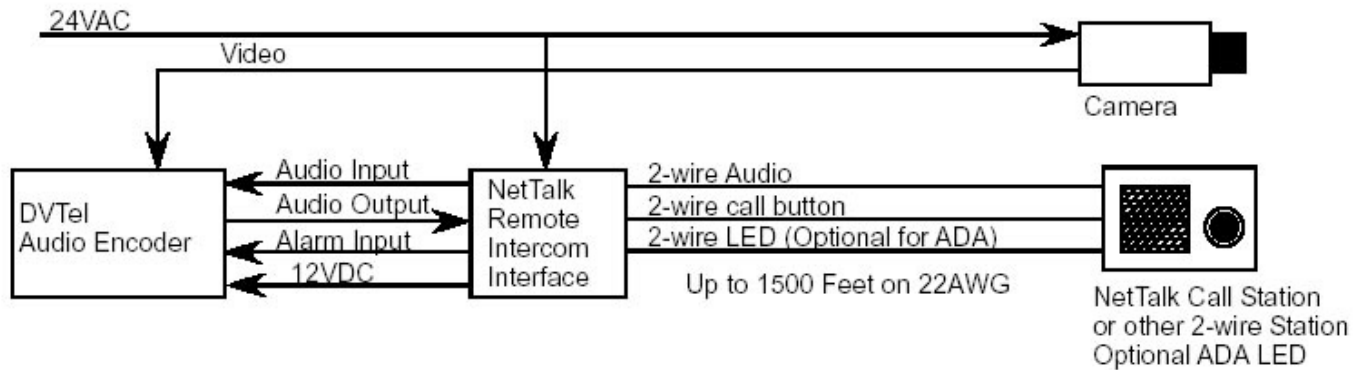 24VAC
Video
Camera
Audio Input
Audio Output
Alarm Input
12VDC
DVTel
Audio Encoder
NetTalk
Remote
Intercom
Interface
2-wire Audio
2-wire call button
2-wire LED (Optional for ADA)
Up to 1500 Feet on 22AWG
NetTalk Call Station
or other 2-wire Station
Optional ADA LED